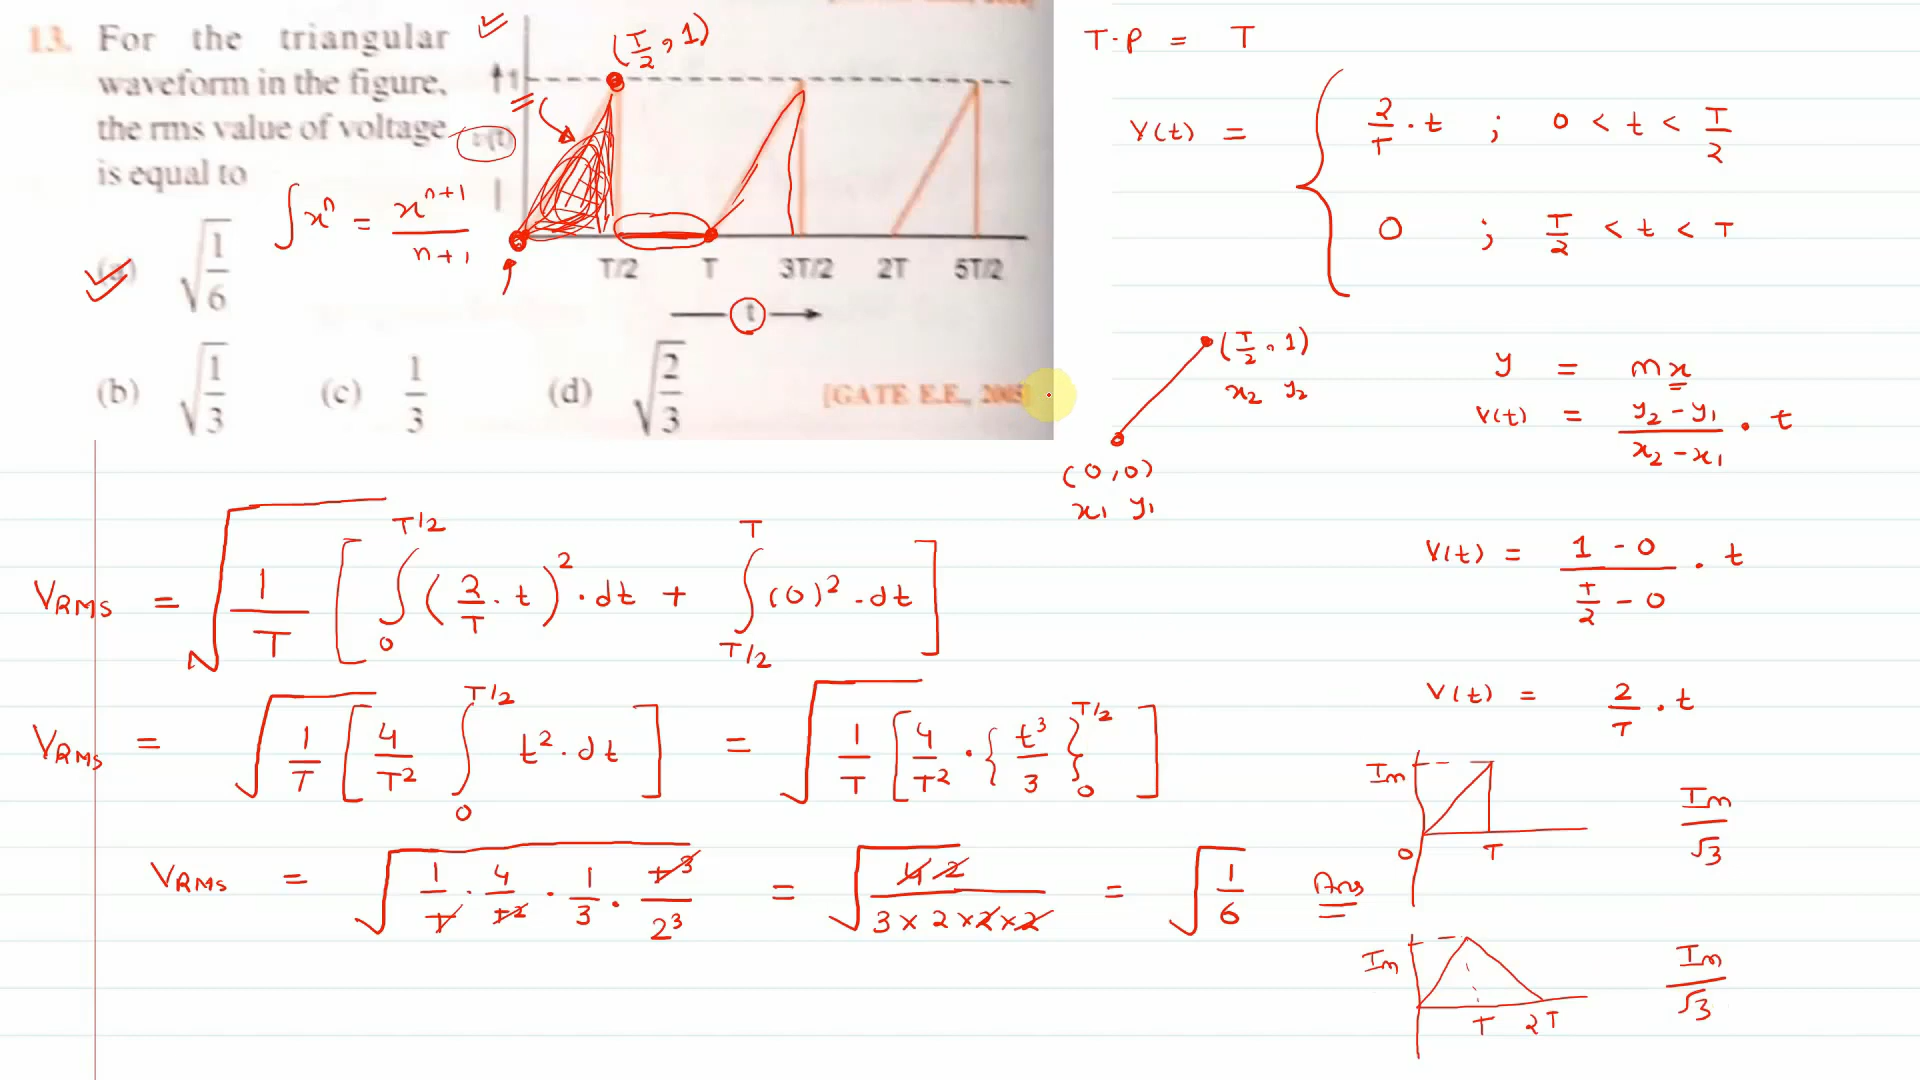 13. For the triangular
waveform in the figure,
the rms value of voltage
is equal to
(a) √(1/6)
(b) √(1/3) (c) 1/3 (d) √(2/3)
[GATE E.E., 2005]
∫xⁿ = xⁿ⁺¹/(n+1)
(T/2, 1)
1
v(t)
T/2 T 3T/2 2T 5T/2
t
T.P = T
V(t) = { 2/T · t ; 0 < t < T/2
0 ; T/2 < t < T
(T/2, 1)
x₂ y₂
(0,0)
x₁ y₁
y = mx
V(t) = (y₂ - y₁)/(x₂ - x₁) · t
V(t) = (1 - 0)/(T/2 - 0) · t
V(t) = 2/T · t
V_RMS = √(1/T [∫₀^(T/2) (2/T · t)² · dt + ∫_(T/2)^T (0)² · dt])
V_RMS = √(1/T [4/T² ∫₀^(T/2) t² · dt]) = √(1/T [4/T² · {t³/3}₀^(T/2)])
V_RMS = √(1/T · 4/T² · 1/3 · T³/2³) = √(4 2/(3×2×2×2)) = √(1/6) Ans
Im
0 T
Im/√3
Im
T 2T
Im/√3